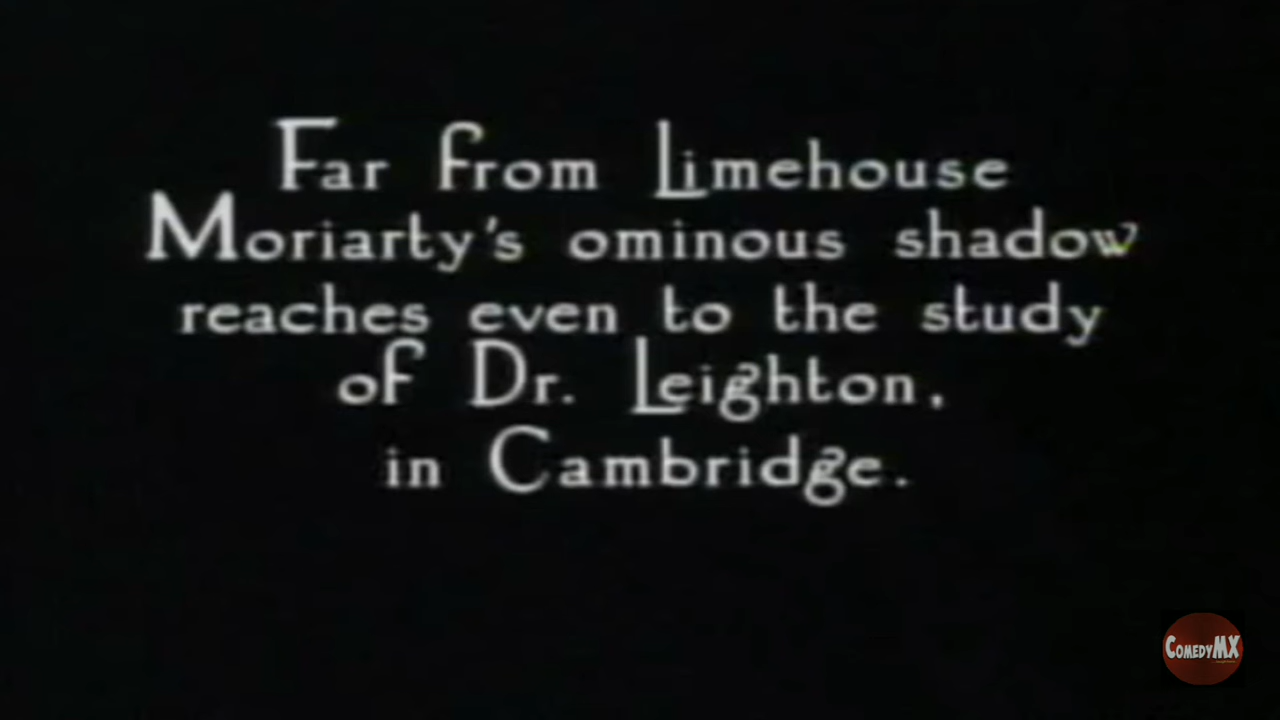 Far from Limehouse
Moriarty's ominous shadow
reaches even to the study
of Dr. Leighton,
in Cambridge.
COMEDYMX